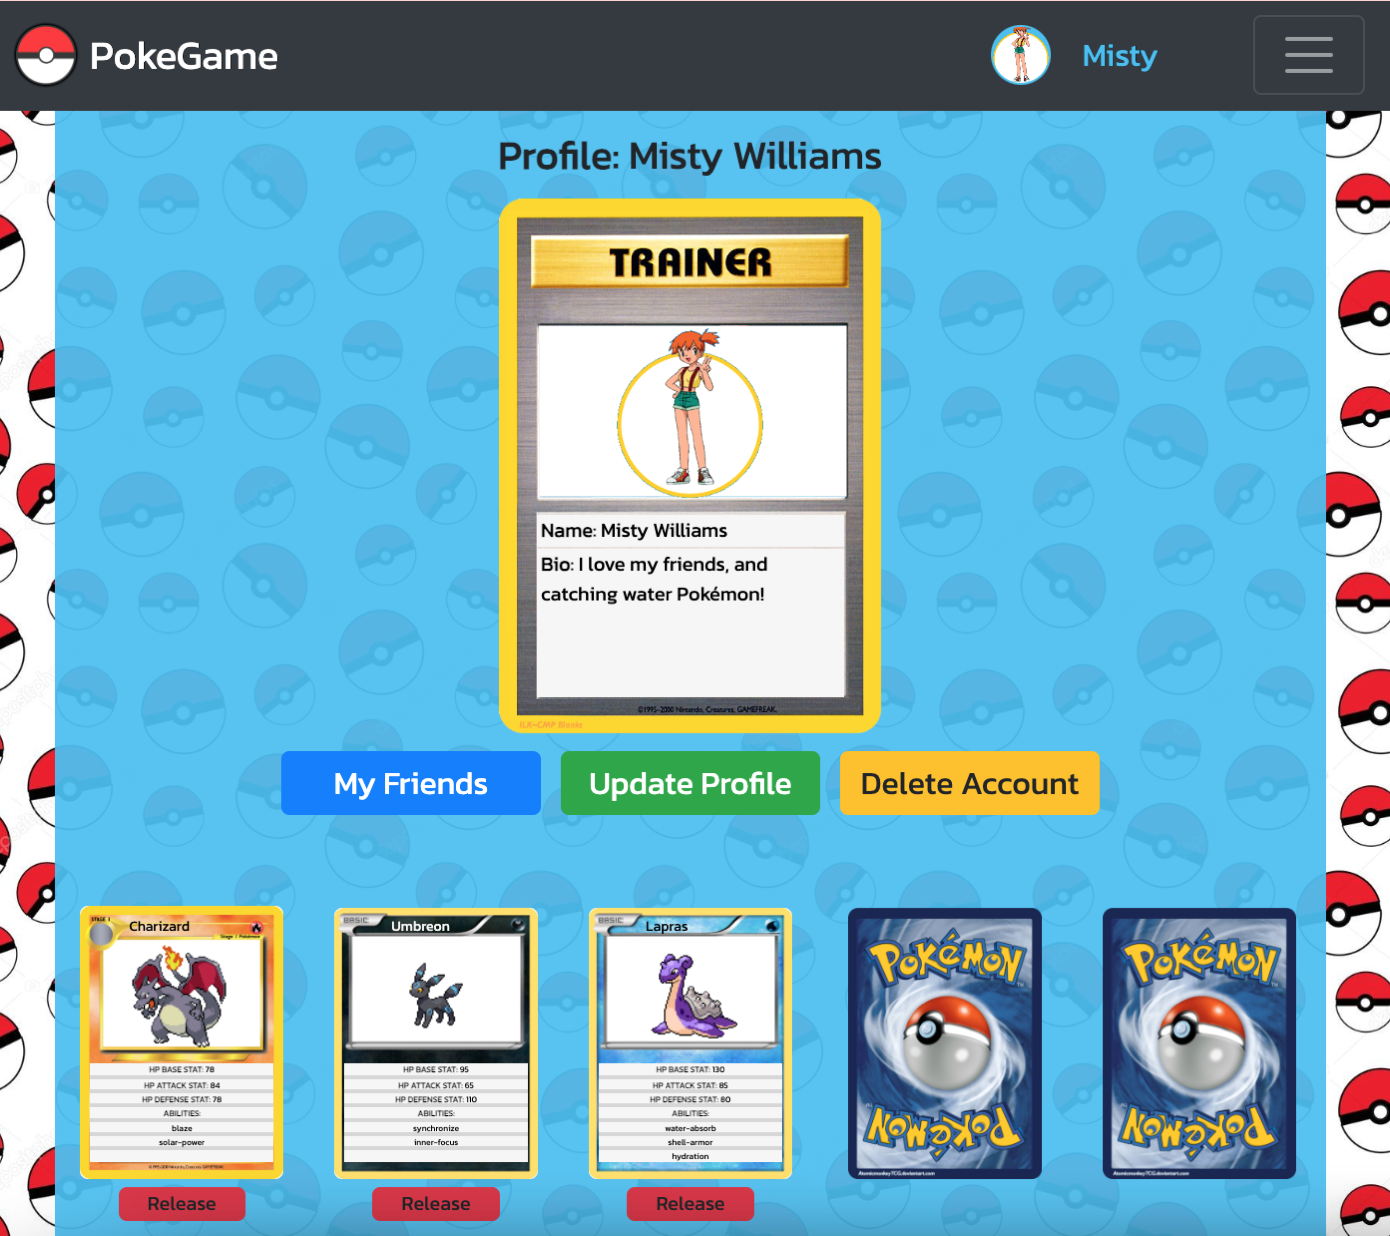 PokeGame
Misty
Profile: Misty Williams
TRAINER
Name: Misty Williams
Bio: I love my friends, and
catching water Pokémon!
©1995-2000 Nintendo, Creatures, GAMEFREAK.
My Friends
Update Profile
Delete Account
STAGE 1
Charizard
HP BASE STAT: 78
HP ATTACK STAT: 84
HP DEFENSE STAT: 78
ABILITIES:
blaze
solar-power
Release
BASIC
Umbreon
HP BASE STAT: 95
HP ATTACK STAT: 65
HP DEFENSE STAT: 110
ABILITIES:
synchronize
inner-focus
Release
BASIC
Lapras
HP BASE STAT: 130
HP ATTACK STAT: 85
HP DEFENSE STAT: 80
ABILITIES:
water-absorb
shell-armor
hydration
Release
POKéMON
POKéMON
POKéMON
POKéMON